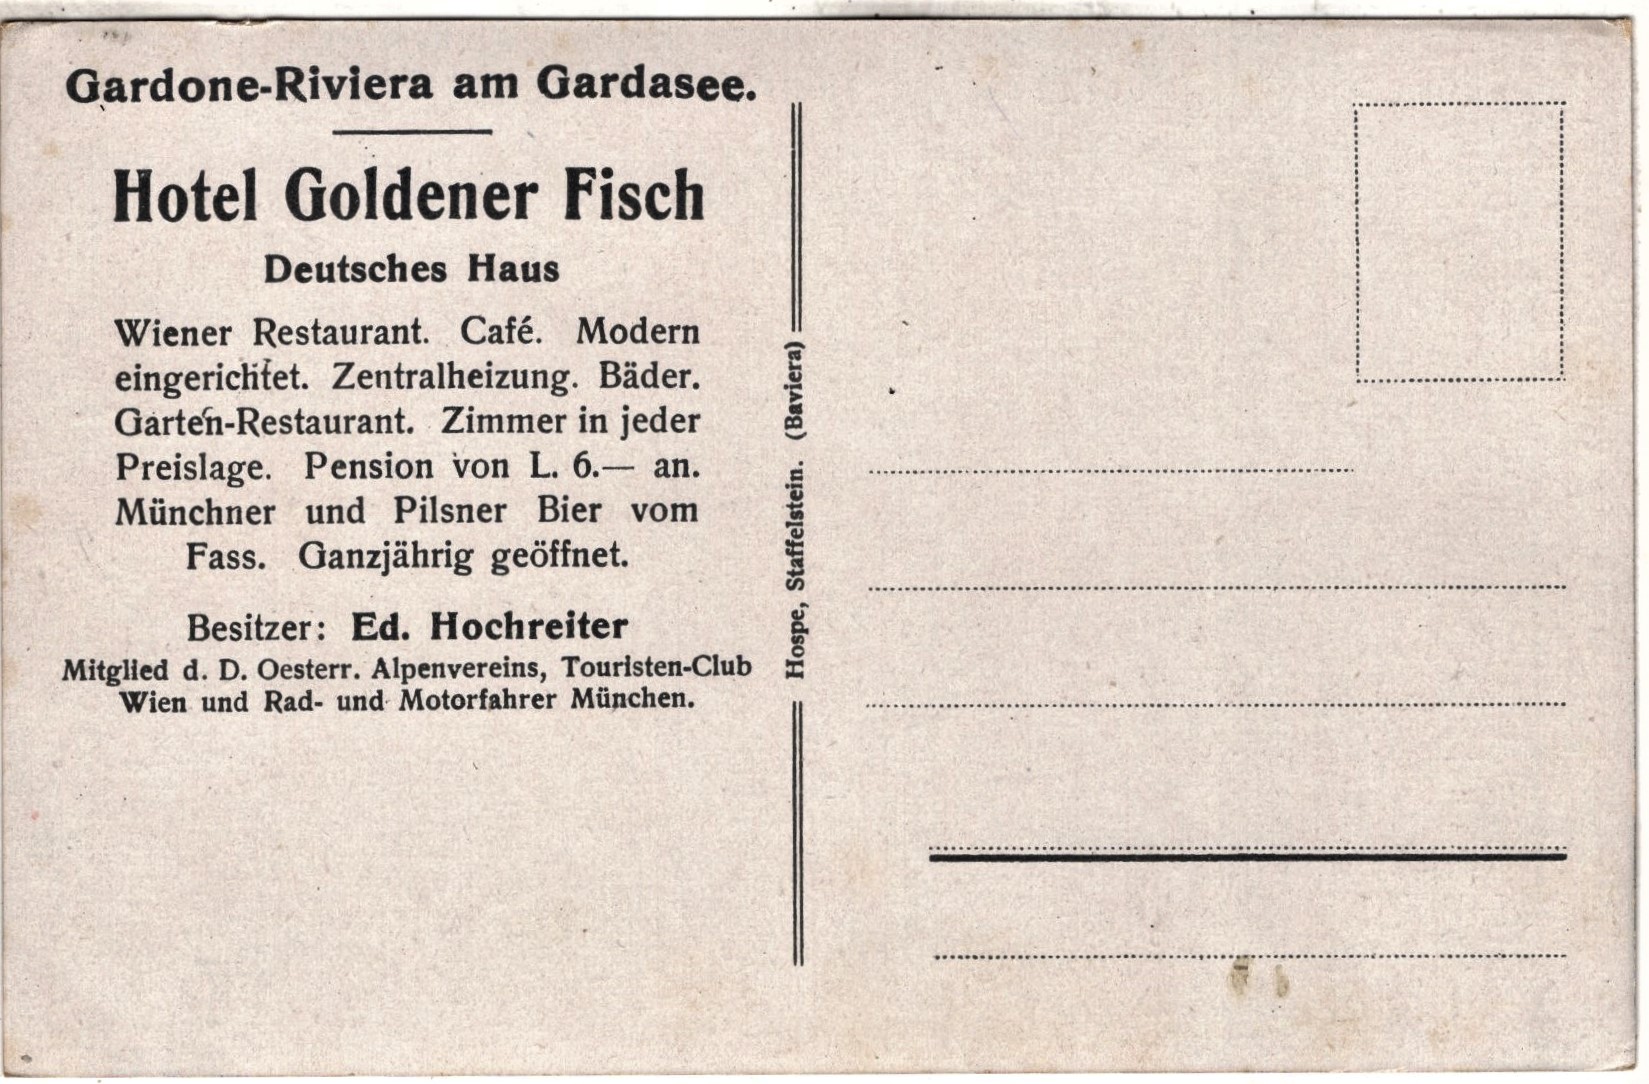 Gardone-Riviera am Gardasee.
Hotel Goldener Fisch
Deutsches Haus
Wiener Restaurant. Café. Modern
eingerichtet. Zentralheizung. Bäder.
Garten-Restaurant. Zimmer in jeder
Preislage. Pension von L. 6.— an.
Münchner und Pilsner Bier vom
Fass. Ganzjährig geöffnet.
Besitzer: Ed. Hochreiter
Mitglied d. D. Oesterr. Alpenvereins, Touristen-Club
Wien und Rad- und Motorfahrer München.
Hospe, Staffelstein. (Baviera)